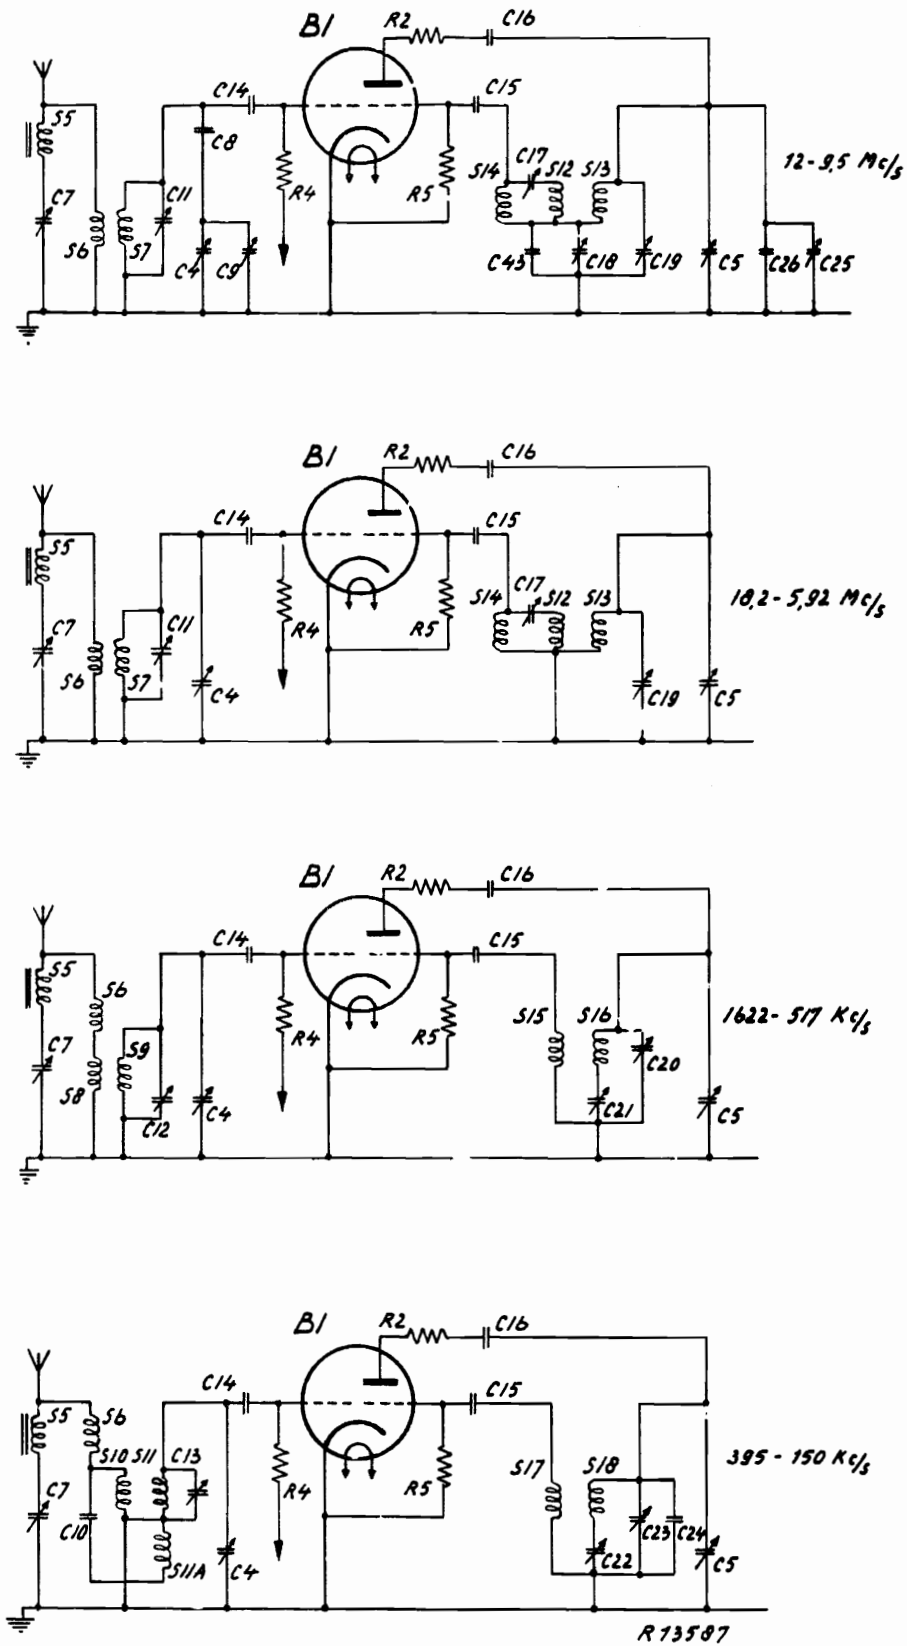 B1 R2 C16
C14 C15
S5 C8
C17 S12 S13 12-9,5 Mc/s
S14
C7 C11 R4 R5
S6 S7 C4 C9 C43 C18 C19 C5 C26 C25
B1 R2 C16
C14 C15
S5
C17
S14 S12 S13 18,2-5,92 Mc/s
C7 C11 R4 R5
S6 S7 C4 C19 C5
B1 R2 C16
C14 C15
S5 S6
S15 S16 1622-517 Kc/s
C7 S9 R4 R5
C20
S8 C12 C4 C21 C5
B1 R2 C16
C14 C15
S5 S6
S10 S11 C13 S17 S18 395-150 Kc/s
C7 R4 R5
C10 C23 C24
S11A C4 C22 C5
R13587